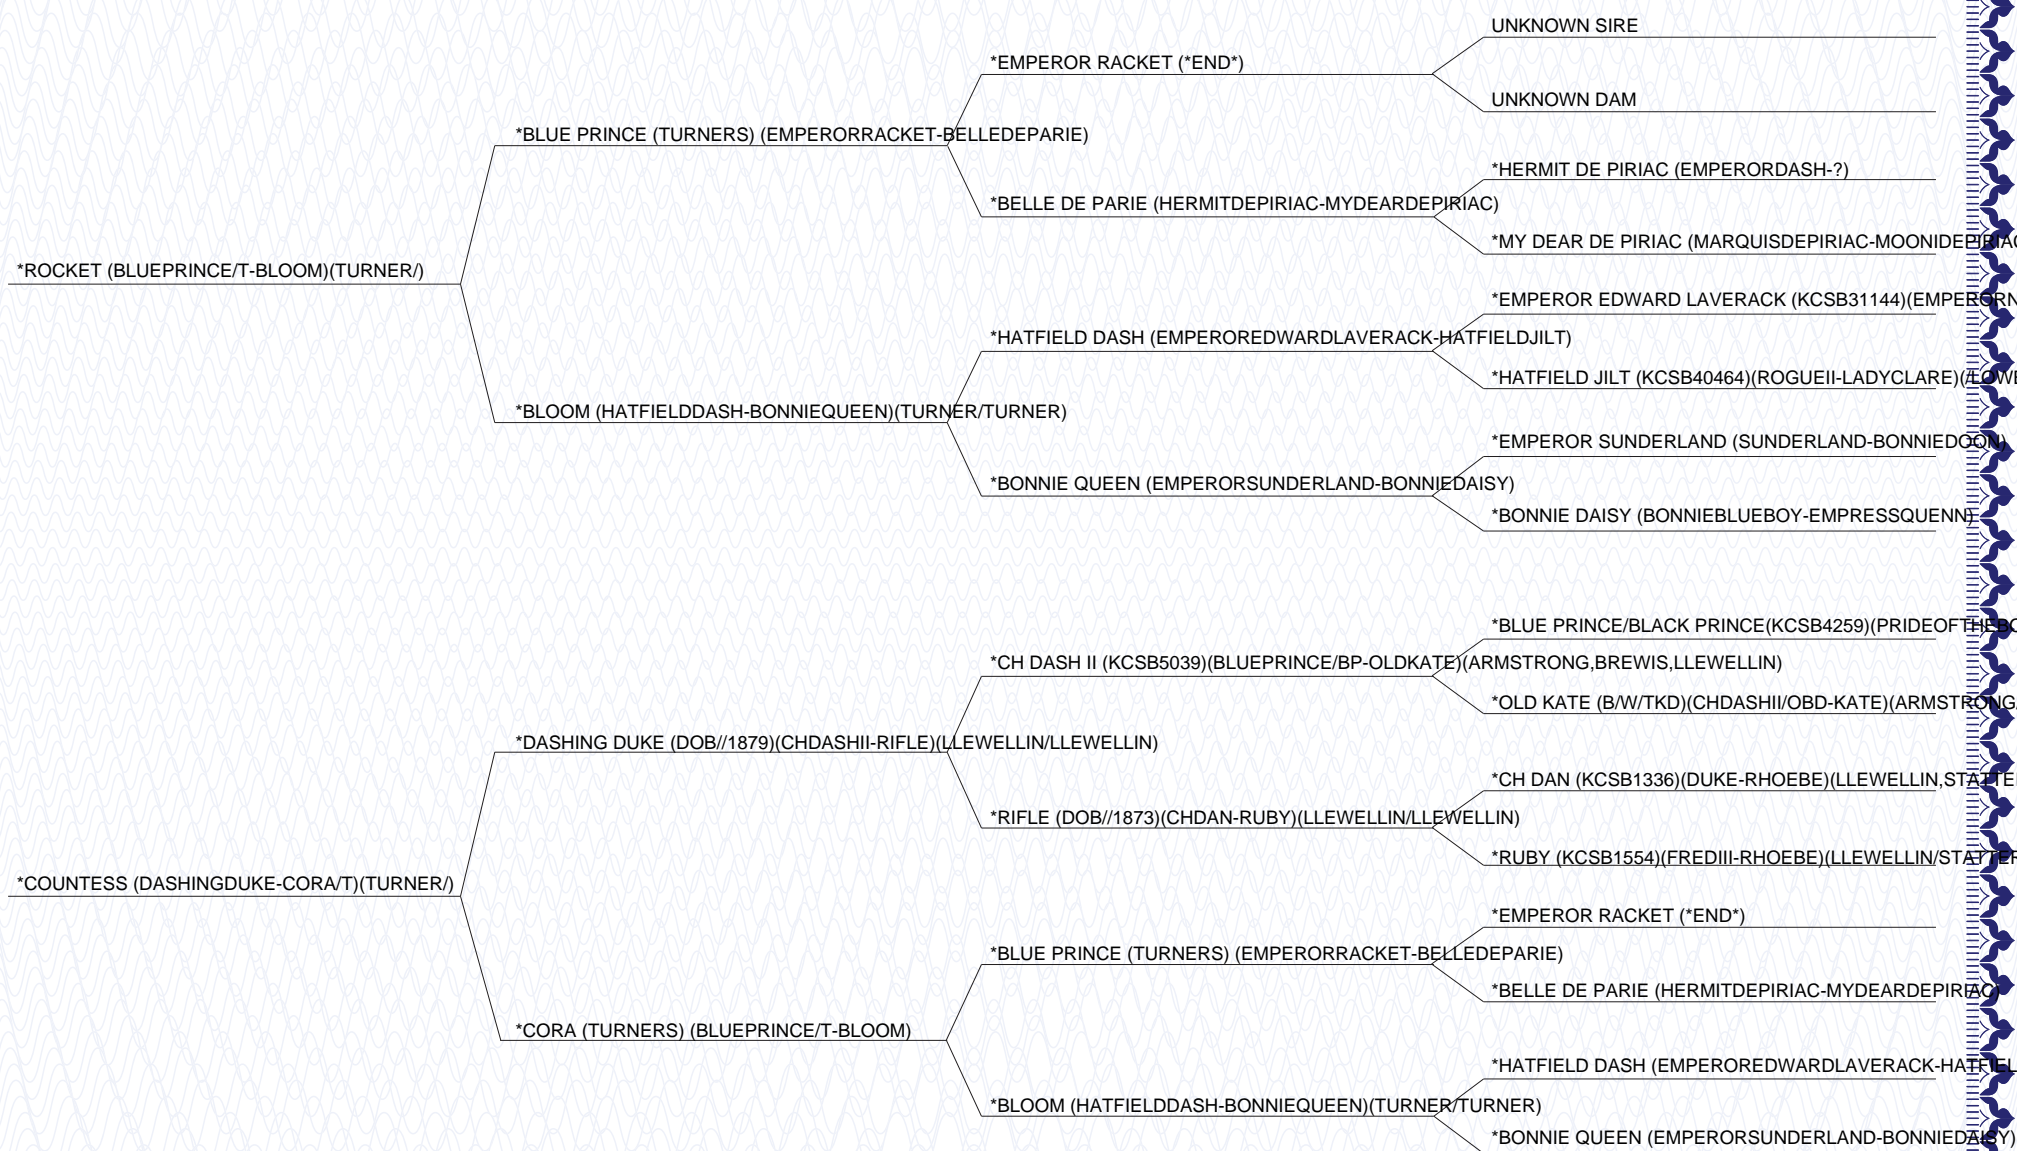 UNKNOWN SIRE
*EMPEROR RACKET (*END*)
UNKNOWN DAM
*BLUE PRINCE (TURNERS) (EMPERORRACKET-BELLEDEPARIE)
*HERMIT DE PIRIAC (EMPERORDASH-?)
*BELLE DE PARIE (HERMITDEPIRIAC-MYDEARDEPIRIAC)
*MY DEAR DE PIRIAC (MARQUISDEPIRIAC-MOONIDEPIRIAC
*ROCKET (BLUEPRINCE/T-BLOOM)(TURNER/)
*EMPEROR EDWARD LAVERACK (KCSB31144)(EMPERORN
*HATFIELD DASH (EMPEROREDWARDLAVERACK-HATFIELDJILT)
*HATFIELD JILT (KCSB40464)(ROGUEII-LADYCLARE)(/LOWE
*BLOOM (HATFIELDDASH-BONNIEQUEEN)(TURNER/TURNER)
*EMPEROR SUNDERLAND (SUNDERLAND-BONNIEDOON)
*BONNIE QUEEN (EMPERORSUNDERLAND-BONNIEDAISY)
*BONNIE DAISY (BONNIEBLUEBOY-EMPRESSQUENN)
*BLUE PRINCE/BLACK PRINCE(KCSB4259)(PRIDEOFTHEBO
*CH DASH II (KCSB5039)(BLUEPRINCE/BP-OLDKATE)(ARMSTRONG,BREWIS,LLEWELLIN)
*OLD KATE (B/W/TKD)(CHDASHII/OBD-KATE)(ARMSTRONG/
*DASHING DUKE (DOB//1879)(CHDASHII-RIFLE)(LLEWELLIN/LLEWELLIN)
*CH DAN (KCSB1336)(DUKE-RHOEBE)(LLEWELLIN,STATTER
*RIFLE (DOB//1873)(CHDAN-RUBY)(LLEWELLIN/LLEWELLIN)
*RUBY (KCSB1554)(FREDIII-RHOEBE)(LLEWELLIN/STATTER
*COUNTESS (DASHINGDUKE-CORA/T)(TURNER/)
*EMPEROR RACKET (*END*)
*BLUE PRINCE (TURNERS) (EMPERORRACKET-BELLEDEPARIE)
*BELLE DE PARIE (HERMITDEPIRIAC-MYDEARDEPIRIAC)
*CORA (TURNERS) (BLUEPRINCE/T-BLOOM)
*HATFIELD DASH (EMPEROREDWARDLAVERACK-HATFIEL
*BLOOM (HATFIELDDASH-BONNIEQUEEN)(TURNER/TURNER)
*BONNIE QUEEN (EMPERORSUNDERLAND-BONNIEDAISY)